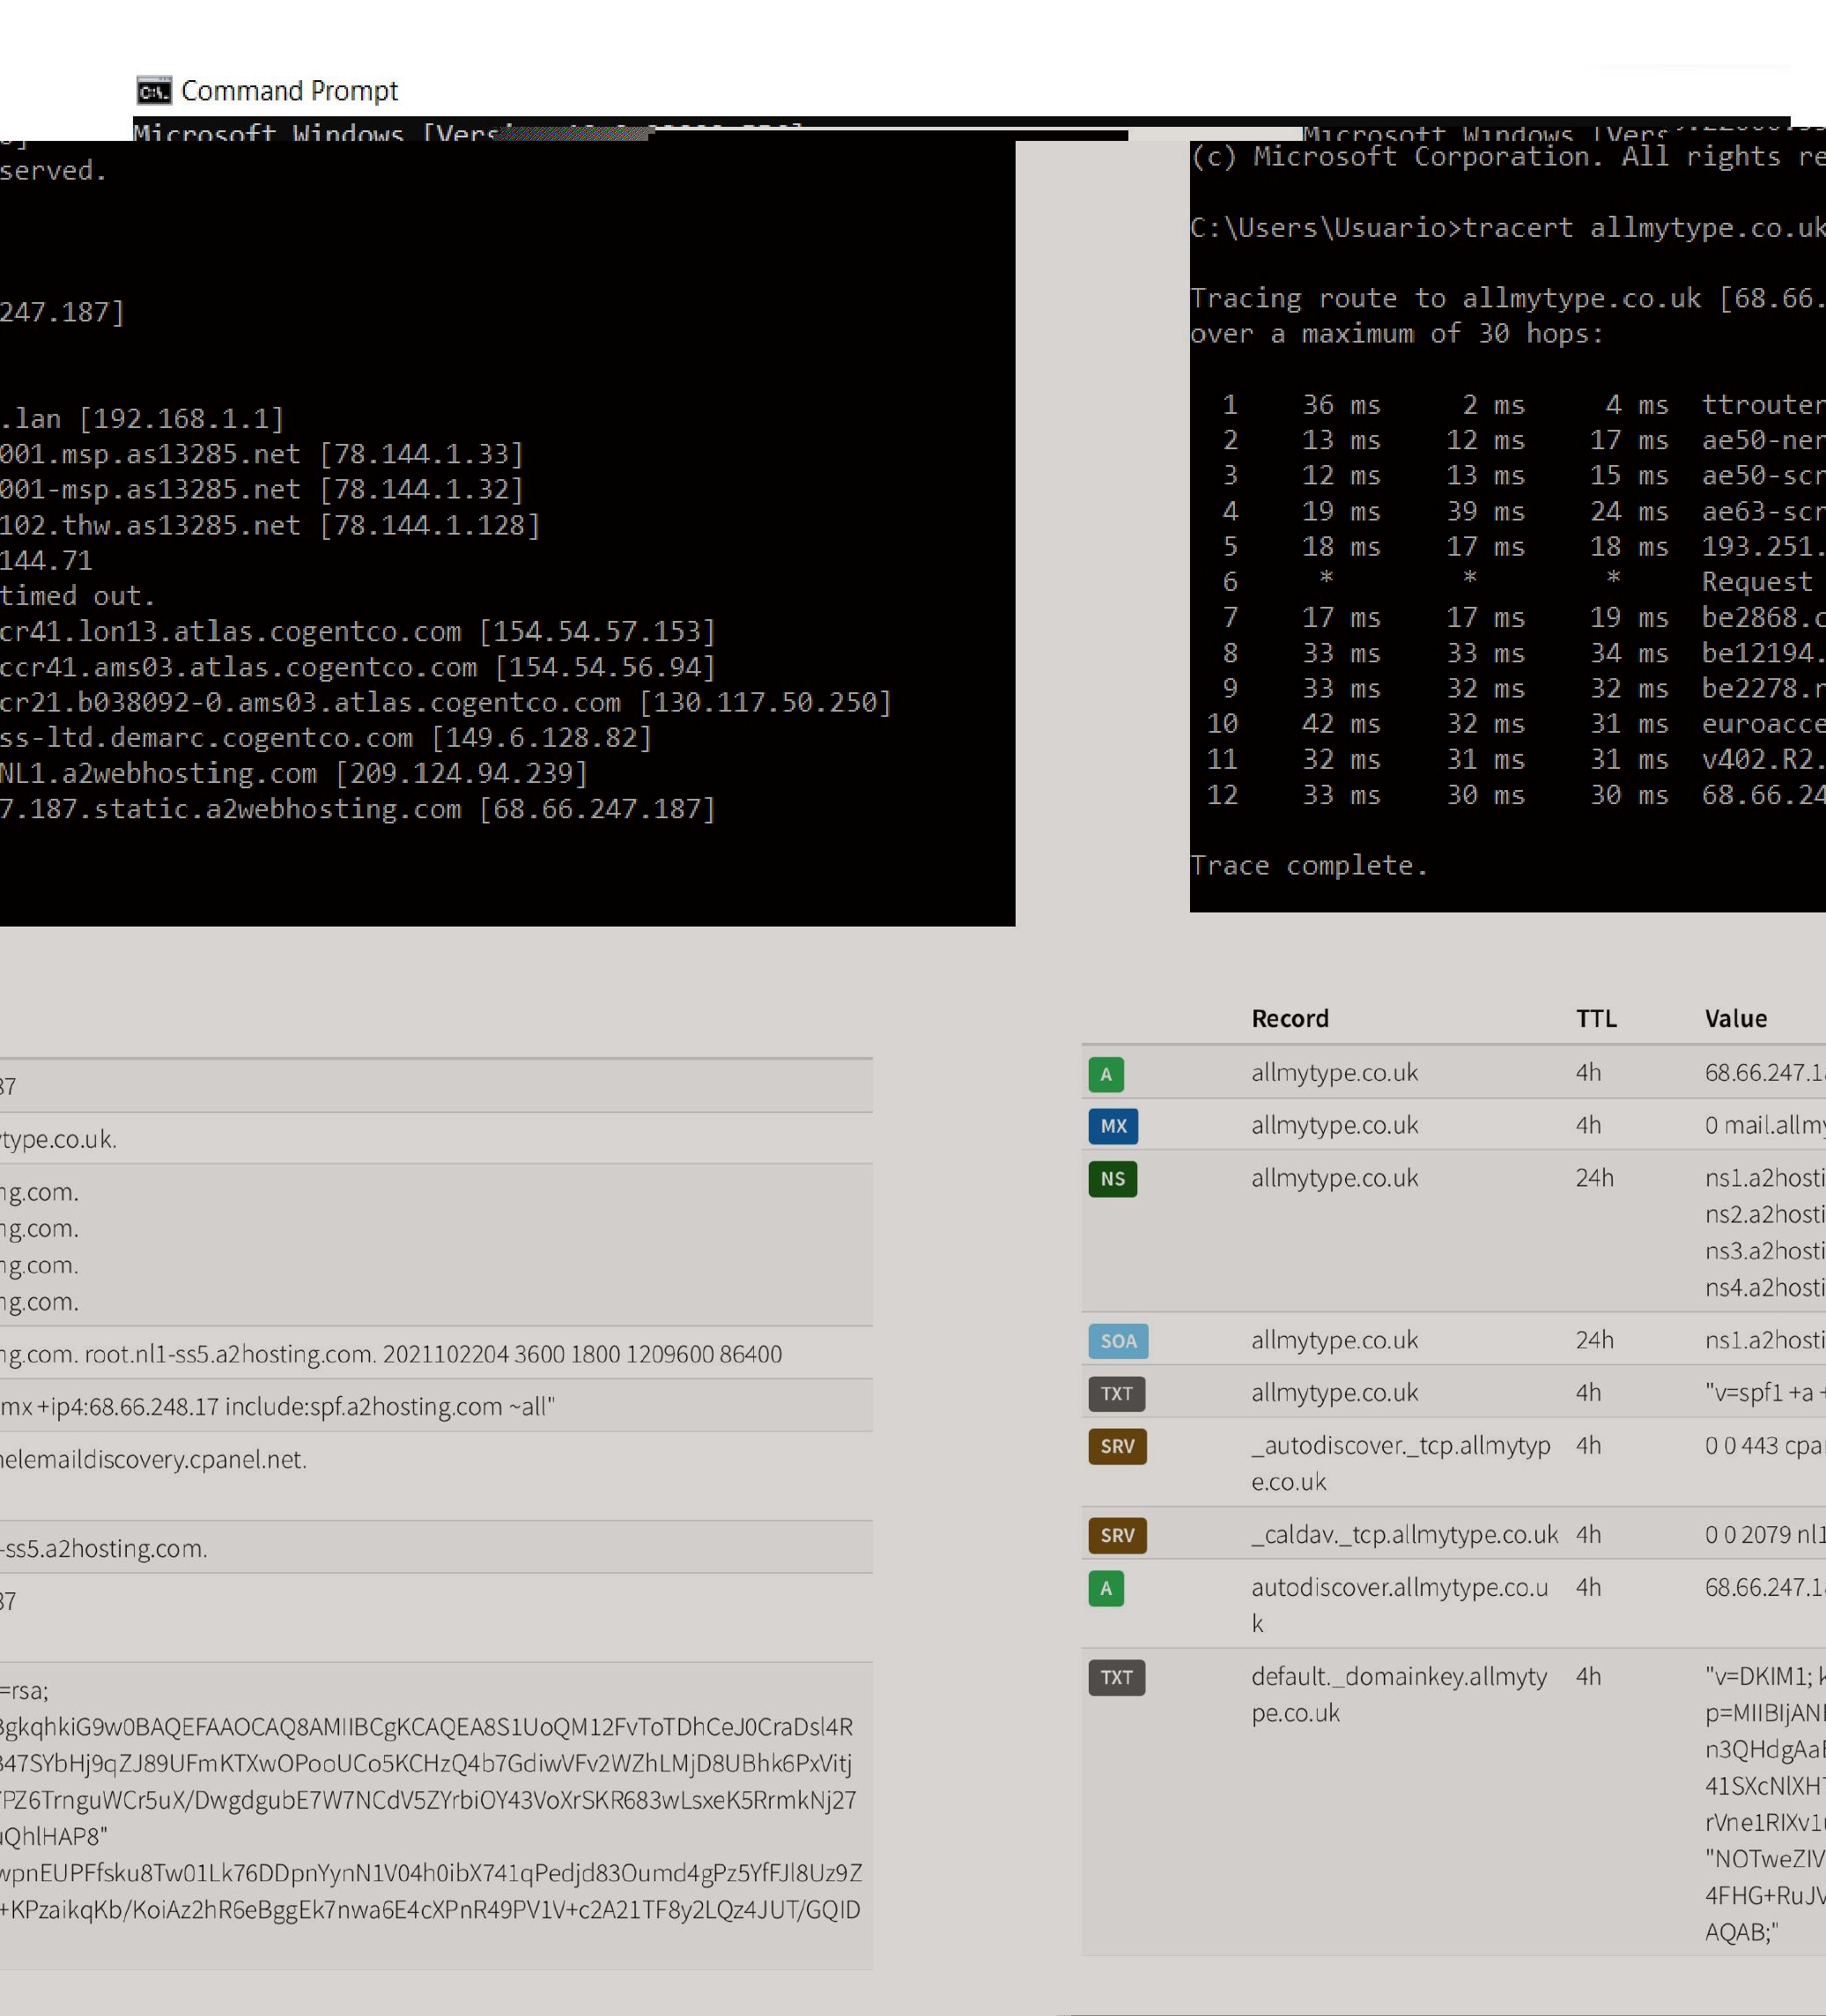 Command Prompt
Microsoft Windows [Vers
Microsoft Windows [Vers
served.
247.187]
.lan [192.168.1.1]
001.msp.as13285.net [78.144.1.33]
001-msp.as13285.net [78.144.1.32]
102.thw.as13285.net [78.144.1.128]
144.71
timed out.
cr41.lon13.atlas.cogentco.com [154.54.57.153]
ccr41.ams03.atlas.cogentco.com [154.54.56.94]
cr21.b038092-0.ams03.atlas.cogentco.com [130.117.50.250]
ss-ltd.demarc.cogentco.com [149.6.128.82]
NL1.a2webhosting.com [209.124.94.239]
7.187.static.a2webhosting.com [68.66.247.187]
(c) Microsoft Corporation. All rights re
C:\Users\Usuario>tracert allmytype.co.uk
Tracing route to allmytype.co.uk [68.66.
over a maximum of 30 hops:
1 36 ms 2 ms 4 ms ttrouter
2 13 ms 12 ms 17 ms ae50-ner
3 12 ms 13 ms 15 ms ae50-scr
4 19 ms 39 ms 24 ms ae63-scr
5 18 ms 17 ms 18 ms 193.251.
6 * * * Request
7 17 ms 17 ms 19 ms be2868.c
8 33 ms 33 ms 34 ms be12194.
9 33 ms 32 ms 32 ms be2278.r
10 42 ms 32 ms 31 ms euroacce
11 32 ms 31 ms 31 ms v402.R2.
12 33 ms 30 ms 30 ms 68.66.24
Trace complete.
87
ytype.co.uk.
ng.com.
ng.com.
ng.com.
ng.com.
ng.com. root.nl1-ss5.a2hosting.com. 2021102204 3600 1800 1209600 86400
mx +ip4:68.66.248.17 include:spf.a2hosting.com ~all"
nelemaildiscovery.cpanel.net.
-ss5.a2hosting.com.
87
=rsa;
BgkqhkiG9w0BAQEFAAOCAQ8AMIIBCgKCAQEA8S1UoQM12FvToTDhCeJ0CraDsl4R
B47SYbHj9qZJ89UFmKTXwOPooUCo5KCHzQ4b7GdiwVFv2WZhLMjD8UBhk6PxVitj
PZ6TrnguWCr5uX/DwgdgubE7W7NCdV5ZYrbiOY43VoXrSKR683wLsxeK5RrmkNj27
uQhlHAP8"
wpnEUPFfsku8Tw01Lk76DDpnYynN1V04h0ibX741qPedjd83Oumd4gPz5YfFJl8Uz9Z
+KPzaikqKb/KoiAz2hR6eBggEk7nwa6E4cXPnR49PV1V+c2A21TF8y2LQz4JUT/GQID
Record TTL Value
A allmytype.co.uk 4h 68.66.247.18
MX allmytype.co.uk 4h 0 mail.allmy
NS allmytype.co.uk 24h ns1.a2hosti
ns2.a2hosti
ns3.a2hosti
ns4.a2hosti
SOA allmytype.co.uk 24h ns1.a2hosti
TXT allmytype.co.uk 4h "v=spf1 +a +
SRV _autodiscover._tcp.allmytyp 4h 0 0 443 cpa
e.co.uk
SRV _caldav._tcp.allmytype.co.uk 4h 0 0 2079 nl1
A autodiscover.allmytype.co.u 4h 68.66.247.18
k
TXT default._domainkey.allmyty 4h "v=DKIM1; k
pe.co.uk p=MIIBIjAN
n3QHdgAa
41SXcNlXH
rVne1RIXv1
"NOTweZIV
4FHG+RuJV
AQAB;"